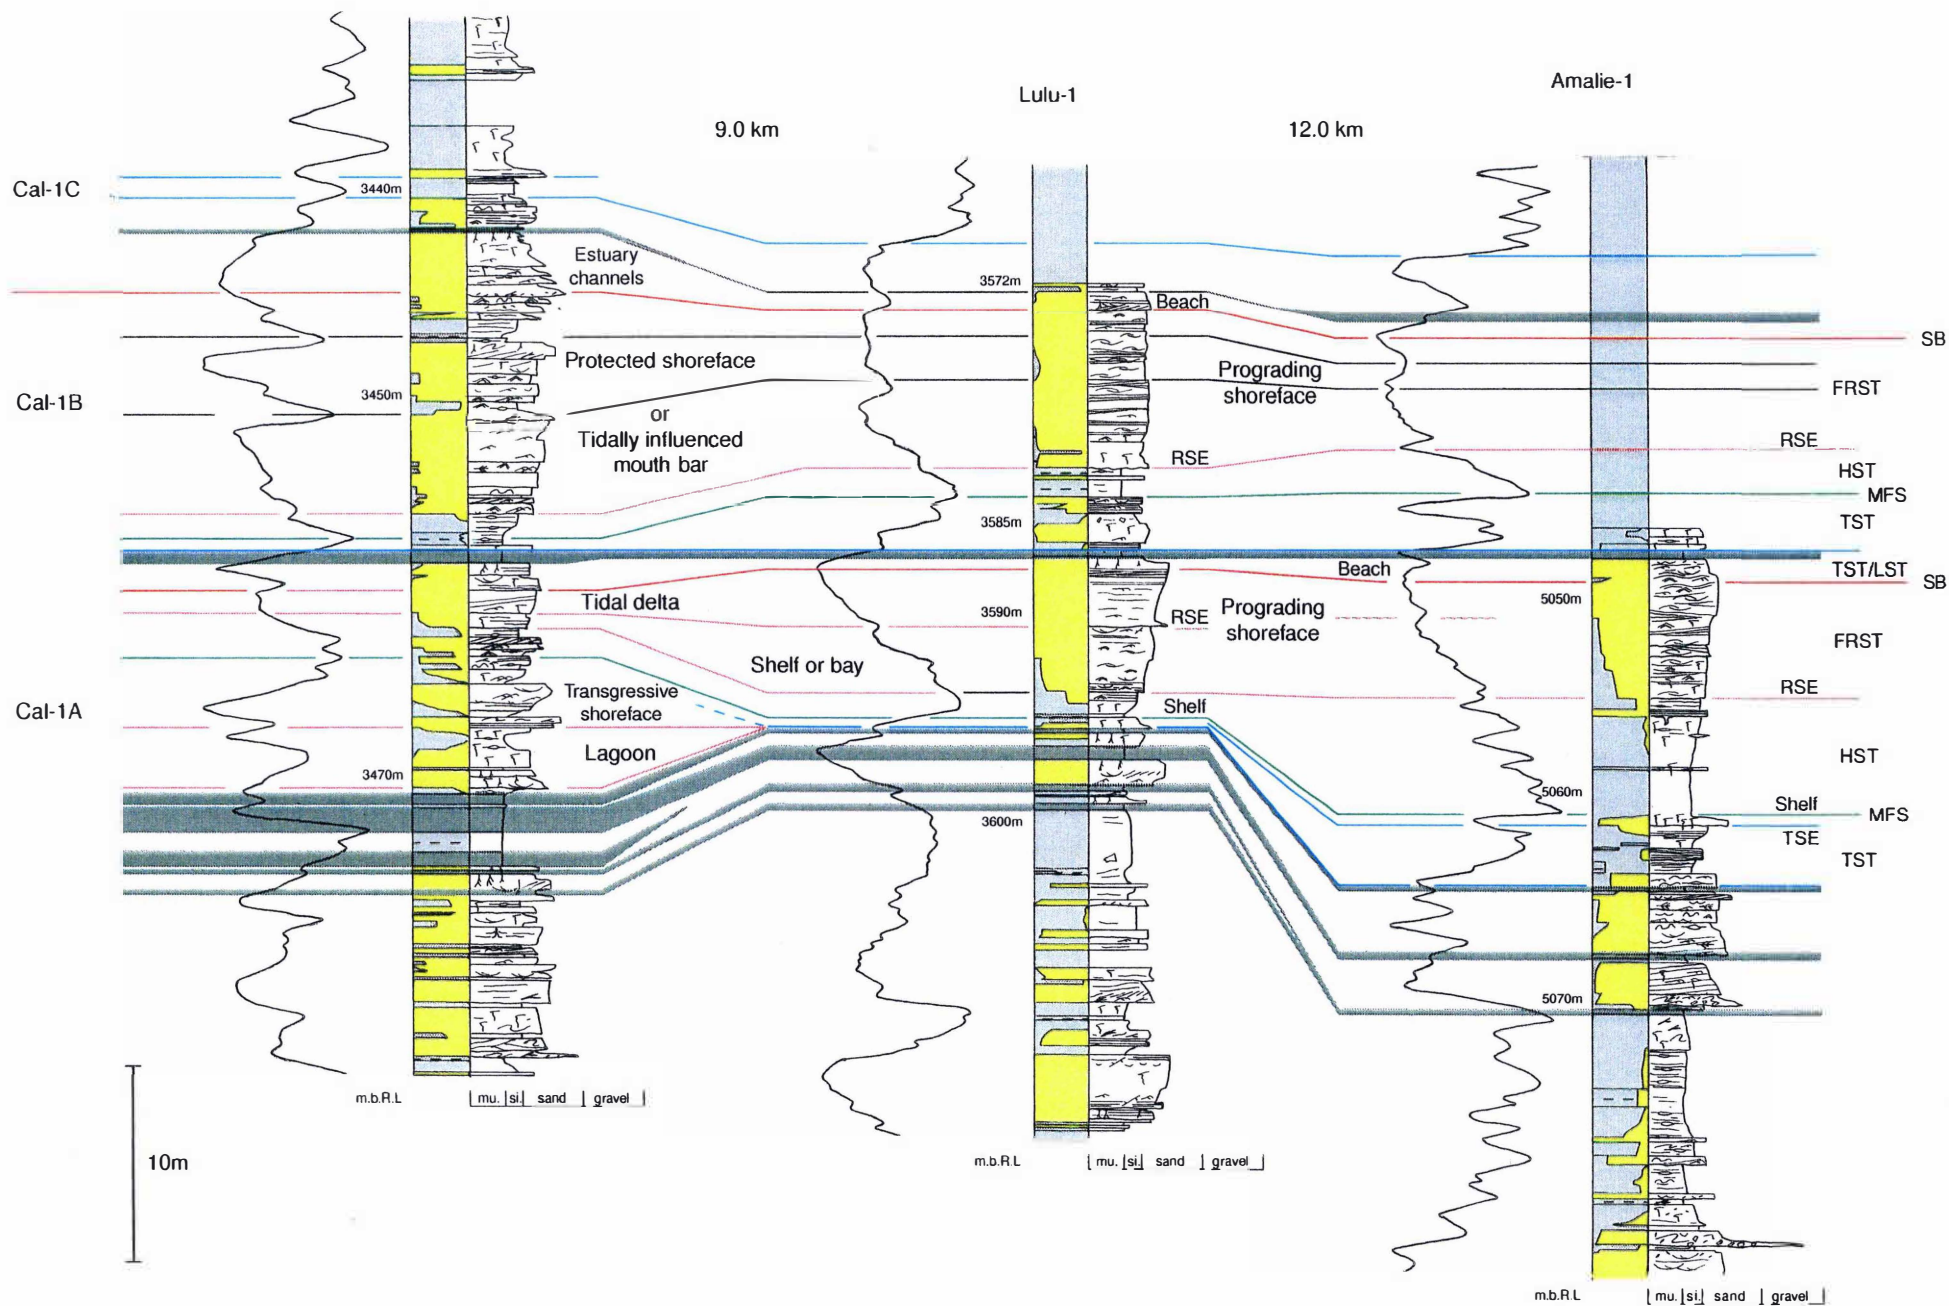 Lulu-1
Amalie-1
9.0 km
12.0 km
Cal-1C
3440m
Estuary
channels
3572m
Beach
SB
Protected shoreface
Prograding
shoreface
FRST
Cal-1B
3450m
or
Tidally influenced
mouth bar
RSE
RSE
HST
MFS
3585m
TST
Beach
TST/LST
SB
Tidal delta
3590m
RSE
Prograding
shoreface
5050m
FRST
Shelf or bay
RSE
Cal-1A
Transgressive
shoreface
Shelf
Lagoon
HST
3470m
5060m
Shelf
MFS
3600m
TSE
TST
5070m
m.b.R.L
mu. si. sand gravel
10m
m.b.R.L
mu. si. sand gravel
m.b.R.L
mu. si. sand gravel